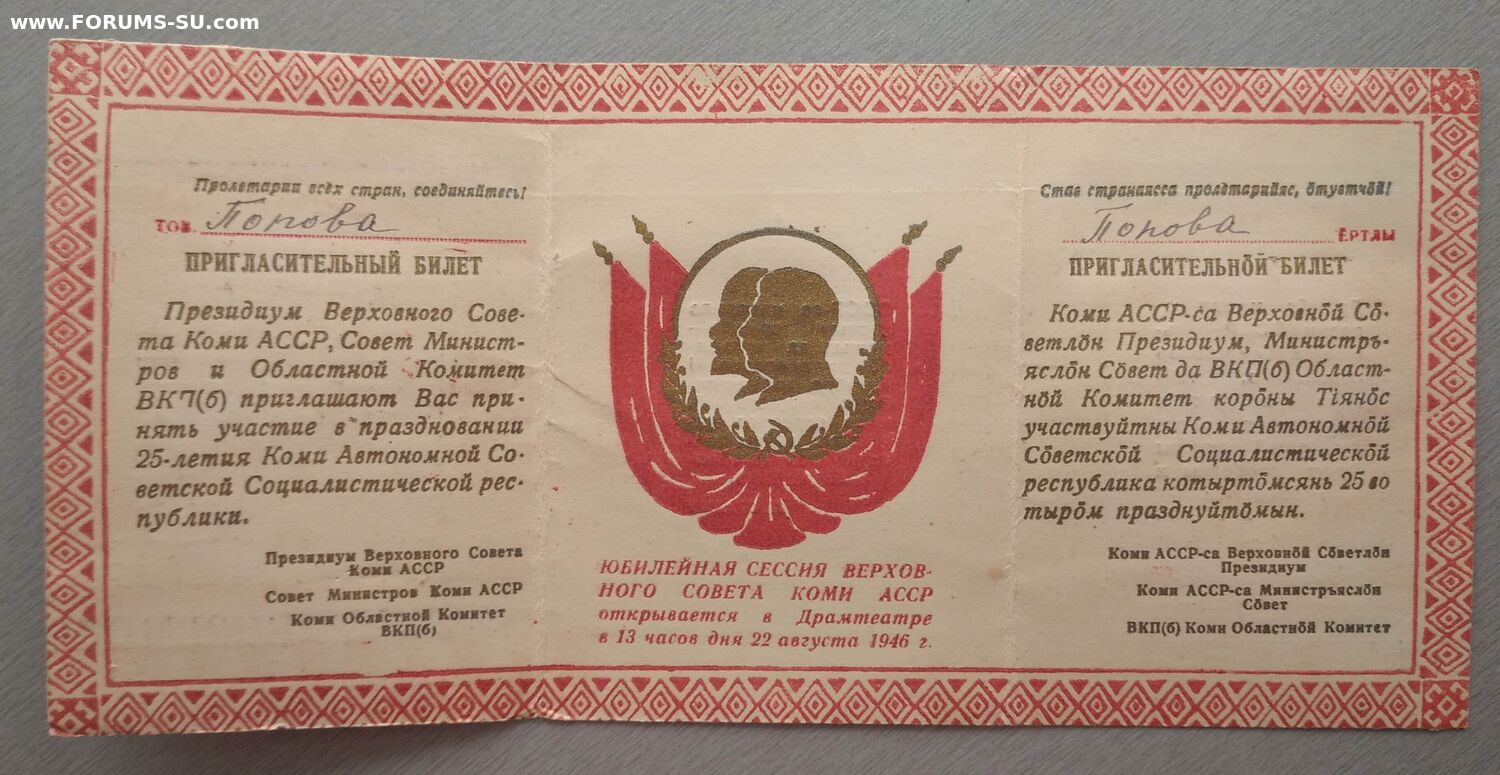 www.FORUMS-SU.com
Пролетарии всех стран, соединяйтесь!
тов. Попова
ПРИГЛАСИТЕЛЬНЫЙ БИЛЕТ
Президиум Верховного Сове-
та Коми АССР, Совет Минист-
ров и Областной Комитет
ВКП(б) приглашают Вас при-
нять участие в праздновании
25-летия Коми Автономной Со-
ветской Социалистической рес-
публики.
Президиум Верховного Совета
Коми АССР
Совет Министров Коми АССР
Коми Областной Комитет
ВКП(б)
ЮБИЛЕЙНАЯ СЕССИЯ ВЕРХОВ-
НОГО СОВЕТА КОМИ АССР
открывается в Драмтеатре
в 13 часов дня 22 августа 1946 г.
Став странаясса пролетарийяс, ӧтувтчӧй!
Попова ЁРТЛЫ
ПРИГЛАСИТЕЛЬНӦЙ БИЛЕТ
Коми АССР-са Верховнӧй Сӧ-
ветлӧн Президиум, Министръ-
яслӧн Сӧвет да ВКП(б) Област-
нӧй Комитет корӧны Тіянӧс
участвуйтны Коми Автономнӧй
Сӧветскӧй Социалистическӧй
республика котыртӧмсянь 25 во
тырӧм празднуйтӧмын.
Коми АССР-са Верховнӧй Сӧветлӧн
Президиум
Коми АССР-са Министръяслӧн
Сӧвет
ВКП(б) Коми Областнӧй Комитет